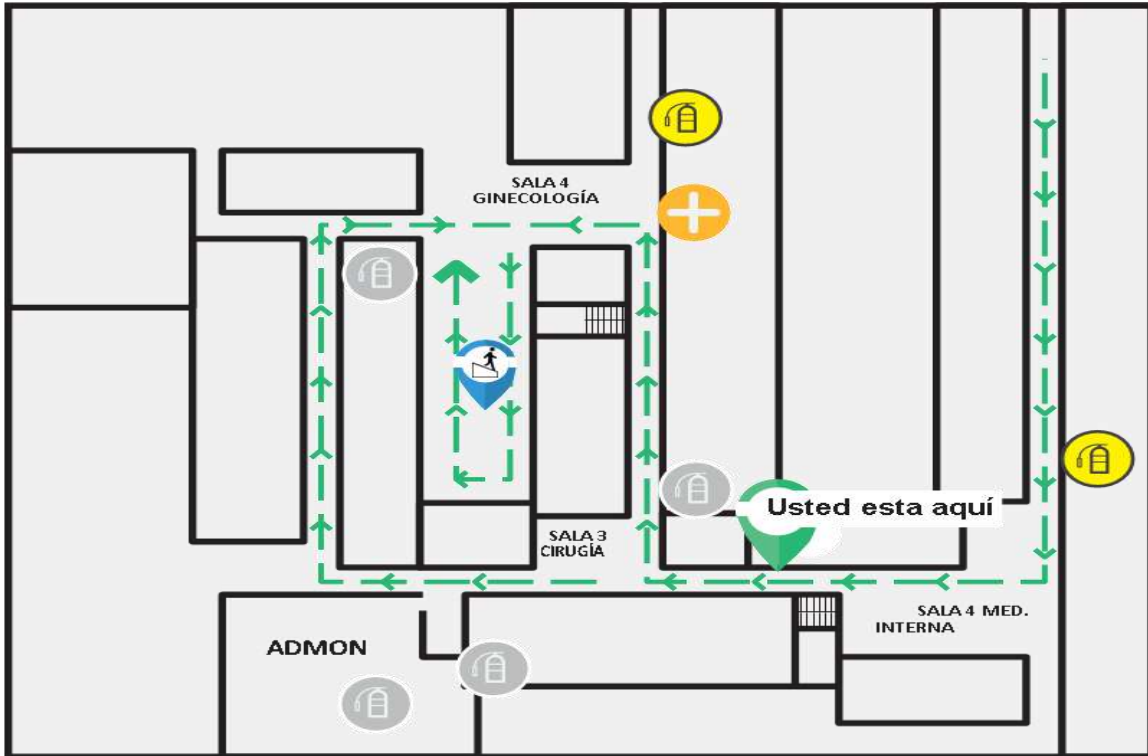 SALA 4
GINECOLOGÍA
Usted esta aquí
SALA 3
CIRUGÍA
SALA 4 MED.
INTERNA
ADMON